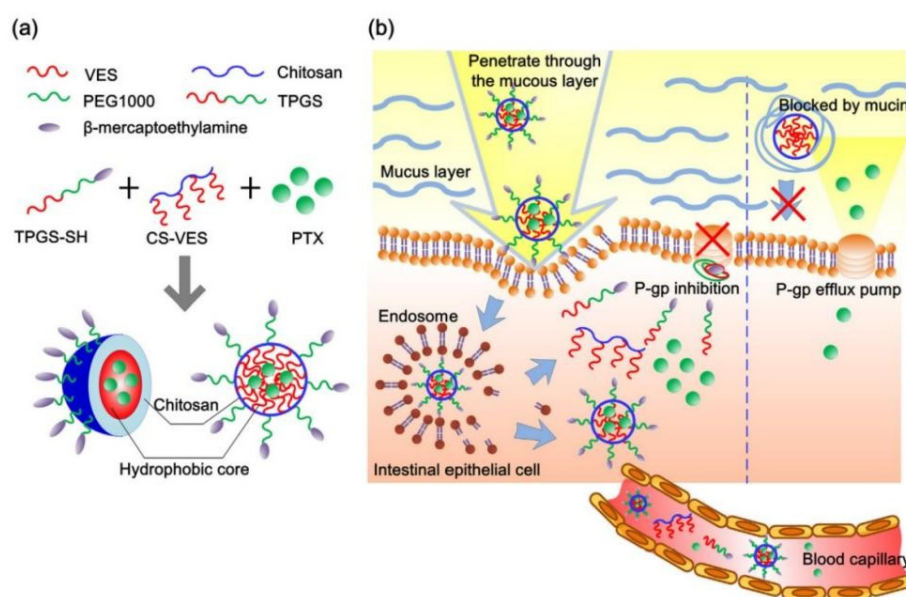 (a)
VES
Chitosan
PEG1000
TPGS
β-mercaptoethylamine
TPGS-SH
CS-VES
PTX
Chitosan
Hydrophobic core
(b)
Penetrate through
the mucous layer
Blocked by mucin
Mucus layer
P-gp inhibition
P-gp efflux pump
Endosome
Intestinal epithelial cell
Blood capillary